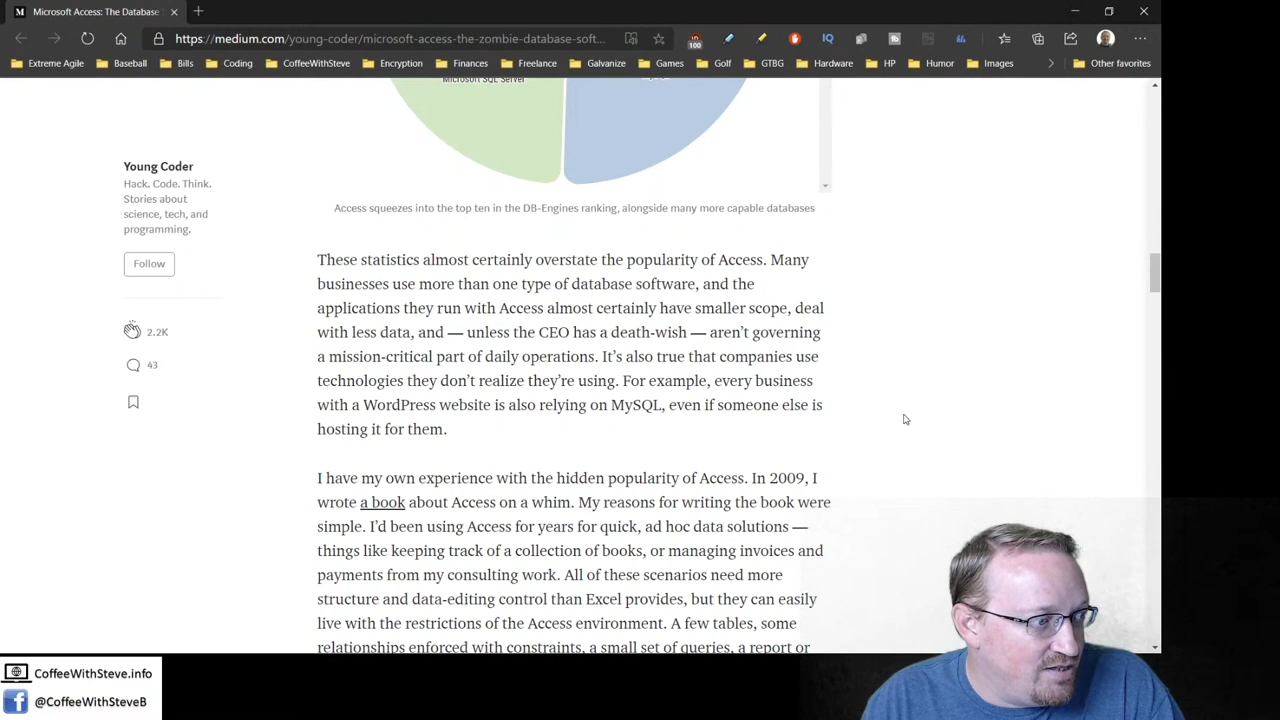 Microsoft Access: The Database
https://medium.com/young-coder/microsoft-access-the-zombie-database-soft...
100
IQ
Extreme Agile
Baseball
Bills
Coding
CoffeeWithSteve
Encryption
Finances
Freelance
Galvanize
Games
Golf
GTBG
Hardware
HP
Humor
Images
Other favorites
Microsoft SQL Server
Young Coder
Hack. Code. Think.
Stories about
science, tech, and
programming.
Follow
2.2K
43
Access squeezes into the top ten in the DB-Engines ranking, alongside many more capable databases
These statistics almost certainly overstate the popularity of Access. Many
businesses use more than one type of database software, and the
applications they run with Access almost certainly have smaller scope, deal
with less data, and — unless the CEO has a death-wish — aren’t governing
a mission-critical part of daily operations. It’s also true that companies use
technologies they don’t realize they’re using. For example, every business
with a WordPress website is also relying on MySQL, even if someone else is
hosting it for them.
I have my own experience with the hidden popularity of Access. In 2009, I
wrote a book about Access on a whim. My reasons for writing the book were
simple. I’d been using Access for years for quick, ad hoc data solutions —
things like keeping track of a collection of books, or managing invoices and
payments from my consulting work. All of these scenarios need more
structure and data-editing control than Excel provides, but they can easily
live with the restrictions of the Access environment. A few tables, some
relationships enforced with constraints, a small set of queries, a report or
CoffeeWithSteve.info
@CoffeeWithSteveB